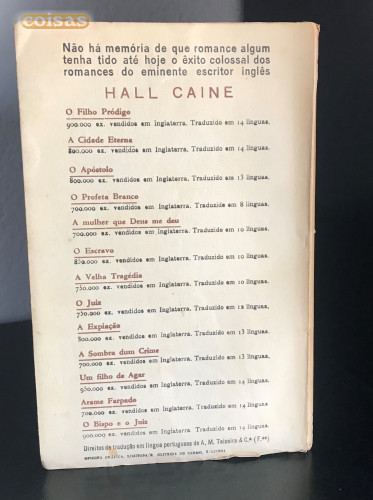 coisas
Não há memória de que romance algum
tenha tido até hoje o êxito colossal dos
romances do eminente escritor inglês
HALL CAINE
O Filho Pródigo
900.000 ex. vendidos em Inglaterra. Traduzido em 14 línguas.
A Cidade Eterna
800.000 ex. vendidos em Inglaterra. Traduzido em 14 línguas.
O Apóstolo
800.000 ex. vendidos em Inglaterra. Traduzido em 13 línguas.
O Profeta Branco
700.000 ex. vendidos em Inglaterra. Traduzido em 8 línguas.
A mulher que Deus me deu
700.000 ex. vendidos em Inglaterra. Traduzido em 10 línguas.
O Escravo
850.000 ex. vendidos em Inglaterra. Traduzido em 8 línguas.
A Velha Tragédia
750.000 ex. vendidos em Inglaterra. Traduzido em 10 línguas.
O Juiz
750.000 ex. vendidos em Inglaterra. Traduzido em 10 línguas.
A Expiação
800.000 ex. vendidos em Inglaterra. Traduzido em 13 línguas.
A Sombra dum Crime
700.000 ex. vendidos em Inglaterra. Traduzido em 13 línguas.
Um filho de Agar
950.000 ex. vendidos em Inglaterra. Traduzido em 14 línguas
Arame Farpado
700.000 ex. vendidos em Inglaterra. Traduzido em 14 línguas
O Bispo e o Juiz
900.000 ex. vendidos em Inglaterra. Traduzido em 14 línguas
Direitos de tradução em língua portuguesa de A. M. Teixeira & C.ª (F.os)